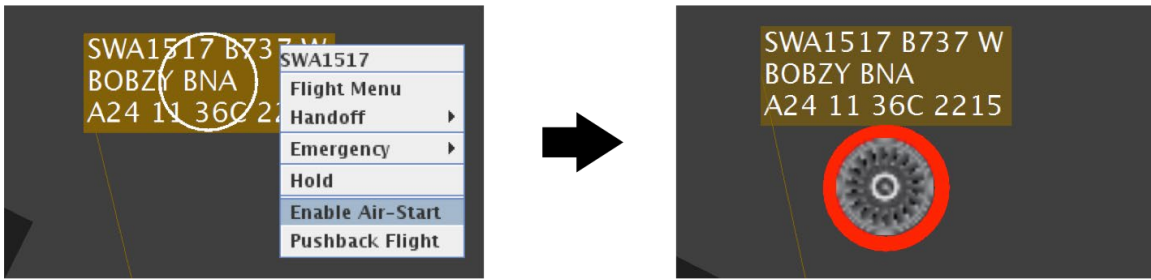 SWA1517 B737 W
BOBZY BNA
A24 11 36C 22
SWA1517
Flight Menu
Handoff
Emergency
Hold
Enable Air-Start
Pushback Flight
SWA1517 B737 W
BOBZY BNA
A24 11 36C 2215